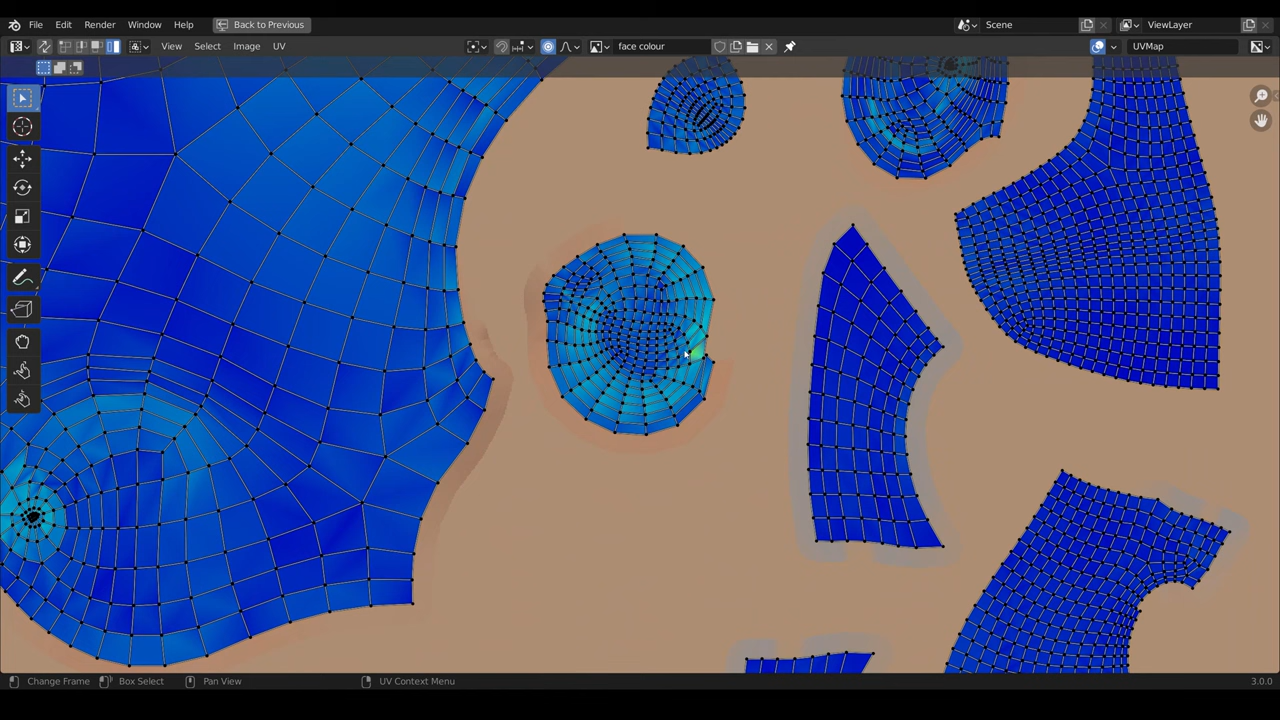 File Edit Render Window Help Back to Previous Scene ViewLayer
View Select Image UV face colour UVMap
Change Frame Box Select Pan View UV Context Menu 3.0.0